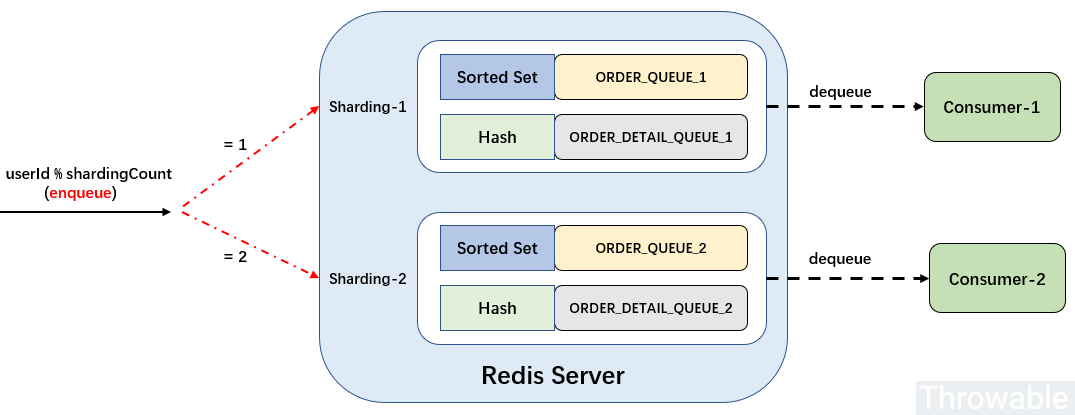 userId % shardingCount
(enqueue)
= 1
= 2
Sharding-1
Sorted Set
ORDER_QUEUE_1
Hash
ORDER_DETAIL_QUEUE_1
dequeue
Consumer-1
Sharding-2
Sorted Set
ORDER_QUEUE_2
Hash
ORDER_DETAIL_QUEUE_2
dequeue
Consumer-2
Redis Server
Throwable